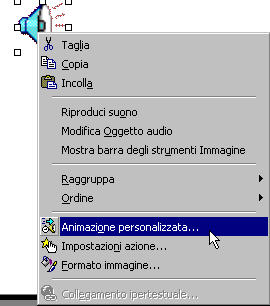 Taglia
Copia
Incolla
Riproduci suono
Modifica Oggetto audio
Mostra barra degli strumenti Immagine
Raggruppa
Ordine
Animazione personalizzata...
Impostazioni azione...
Formato immagine...
Collegamento ipertestuale...